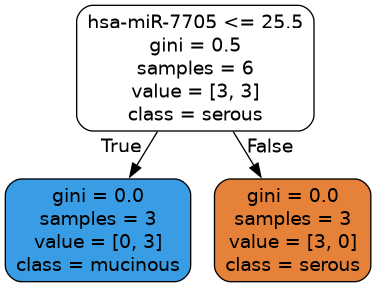 hsa-miR-7705 <= 25.5
gini = 0.5
samples = 6
value = [3, 3]
class = serous
True
False
gini = 0.0
samples = 3
value = [0, 3]
class = mucinous
gini = 0.0
samples = 3
value = [3, 0]
class = serous